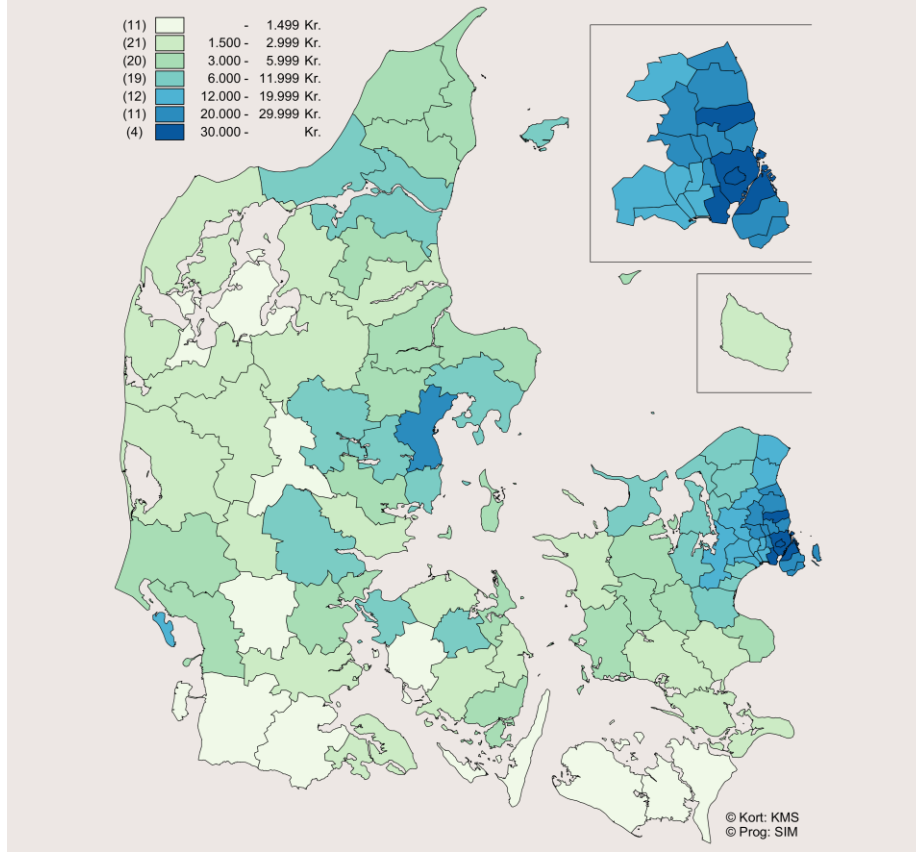 (11) - 1.499 Kr.
(21) 1.500 - 2.999 Kr.
(20) 3.000 - 5.999 Kr.
(19) 6.000 - 11.999 Kr.
(12) 12.000 - 19.999 Kr.
(11) 20.000 - 29.999 Kr.
(4) 30.000 - Kr.
© Kort: KMS
© Prog: SIM